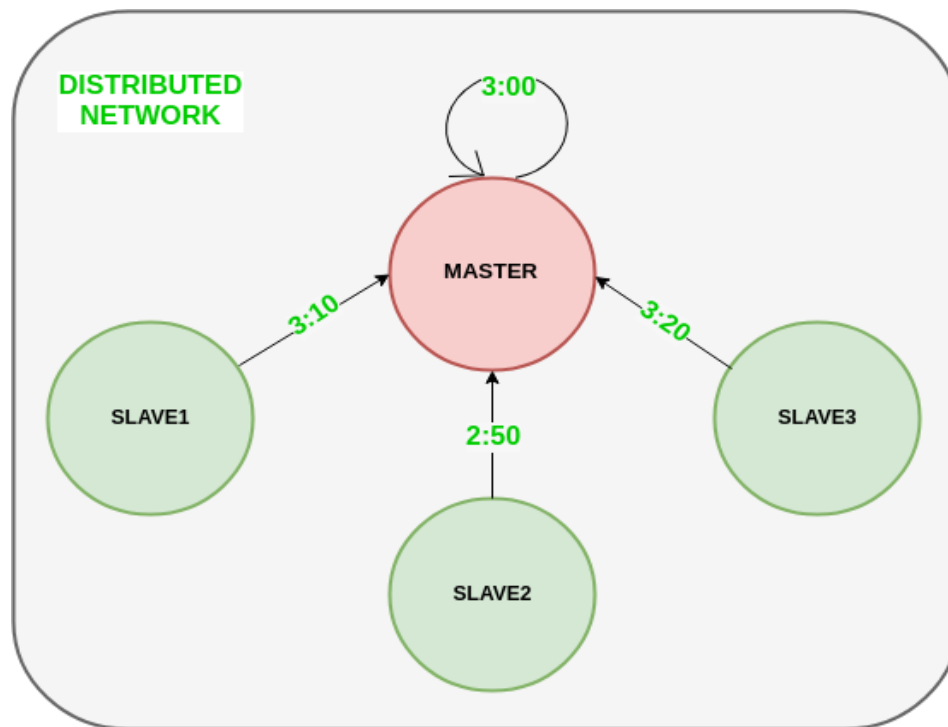 DISTRIBUTED
NETWORK
3:00
MASTER
3:10
3:20
SLAVE1
SLAVE3
2:50
SLAVE2